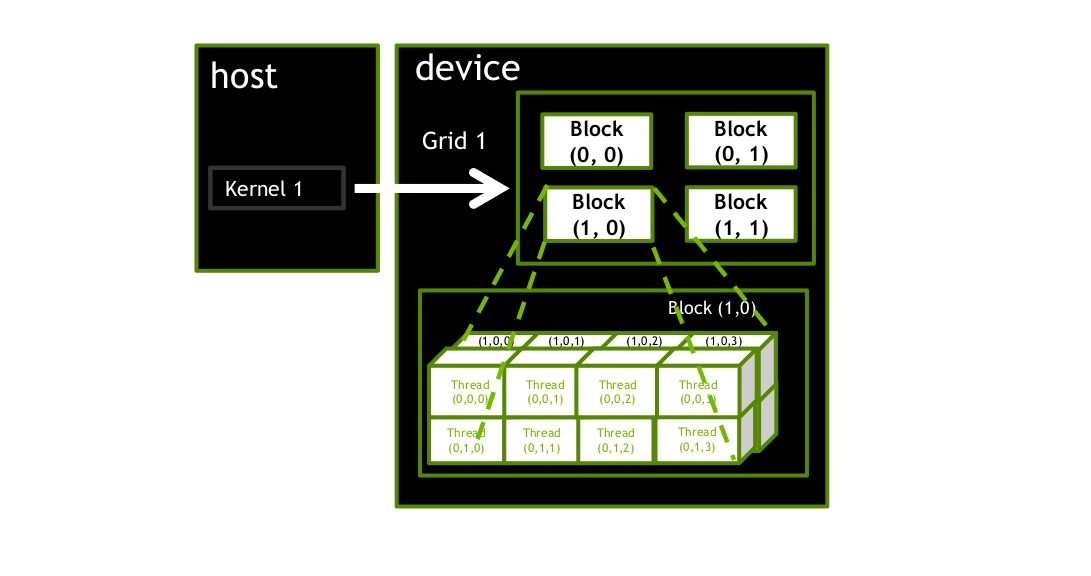 host
device
Grid 1
Kernel 1
Block
(0, 0)
Block
(0, 1)
Block
(1, 0)
Block
(1, 1)
Block (1,0)
(1,0,0)
(1,0,1)
(1,0,2)
(1,0,3)
Thread
(0,0,0)
Thread
(0,0,1)
Thread
(0,0,2)
Thread
(0,0,3)
Thread
(0,1,0)
Thread
(0,1,1)
Thread
(0,1,2)
Thread
(0,1,3)